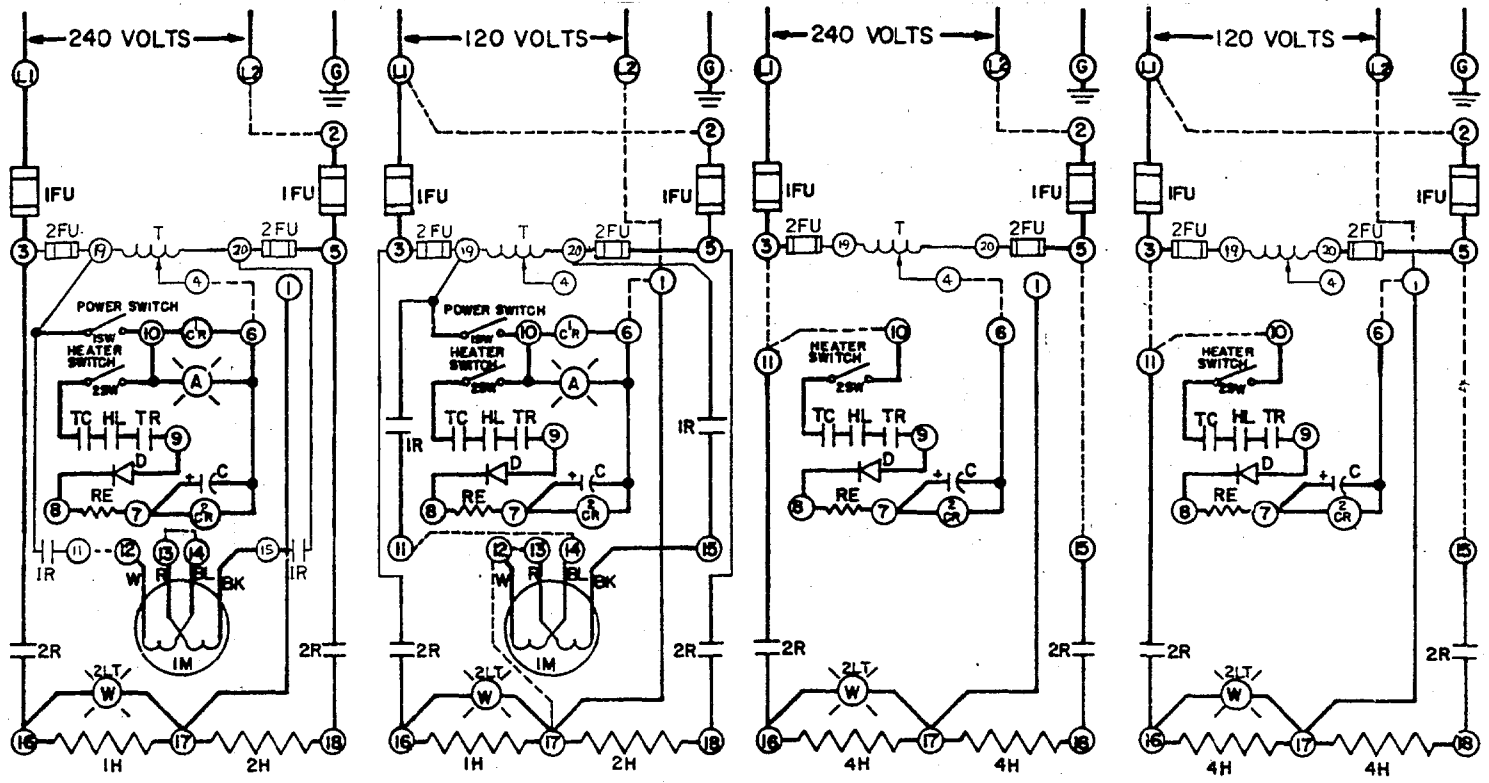 240 VOLTS
L1 L2 G
2
1FU 1FU
3 2FU 19 T 20 2FU 5
4 1
POWER SWITCH
1SW 10 1CR 6
HEATER SWITCH
2SW A
TC HL TR 9
D
+ C
8 RE 7 2CR
1R 11 12 13 14 15 1R
W R BL BK
1M
2R 2R
2LT
W
16 17 18
1H 2H
120 VOLTS
L1 L2 G
2
1FU 1FU
3 2FU 19 T 20 2FU 5
4 1
POWER SWITCH
1SW 10 1CR 6
HEATER SWITCH
2SW A
1R TC HL TR 9 1R
D
+ C
8 RE 7 2CR
11 12 13 14 15
W R BL BK
1M
2R 2R
2LT
W
16 17 18
1H 2H
240 VOLTS
L1 L2 G
2
1FU 1FU
3 2FU 19 T 20 2FU 5
4 1
10 6
11
HEATER SWITCH
2SW
TC HL TR 9
D
+ C
8 RE 7 2CR
15
2R 2R
2LT
W
16 17 18
4H 4H
120 VOLTS
L1 L2 G
2
1FU 1FU
3 2FU 19 20 2FU 5
4 1
10 6
11
HEATER SWITCH
2SW
TC HL TR 9
D
+ C
8 RE 7 2CR
15
2R 2R
2LT
W
16 17 18
4H 4H